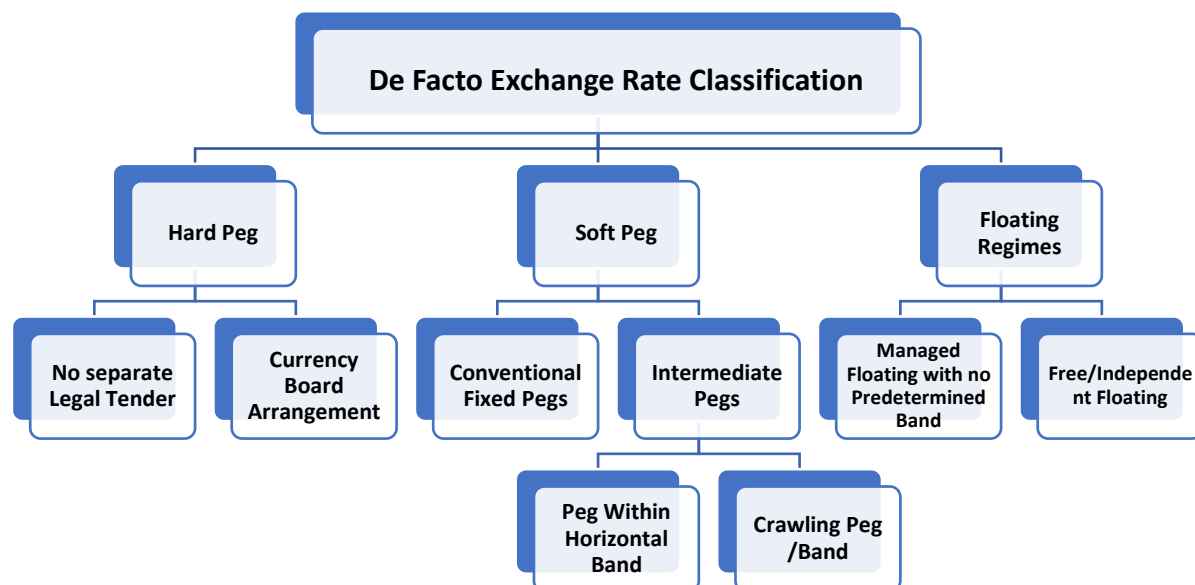 De Facto Exchange Rate Classification
Hard Peg
Soft Peg
Floating
Regimes
No separate
Legal Tender
Currency
Board
Arrangement
Conventional
Fixed Pegs
Intermediate
Pegs
Managed
Floating with no
Predetermined
Band
Free/Independe
nt Floating
Peg Within
Horizontal
Band
Crawling Peg
/Band